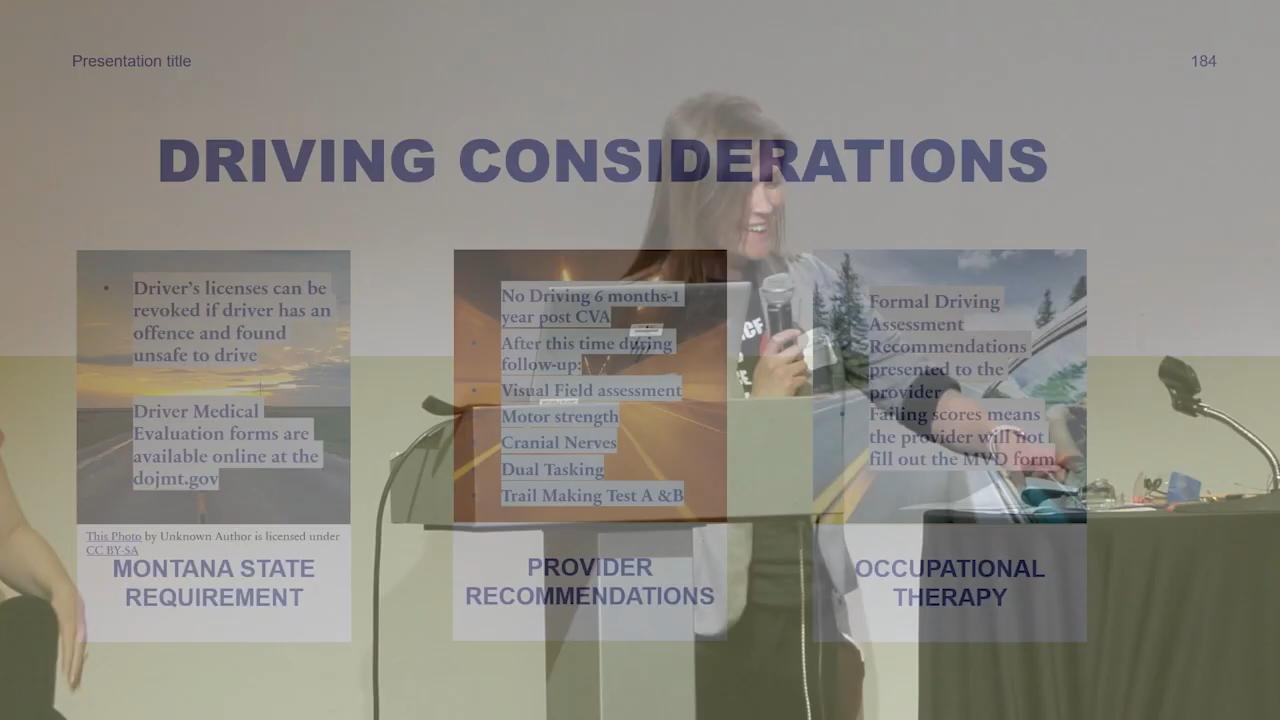 Presentation title
184
DRIVING CONSIDERATIONS
• Driver's licenses can be
revoked if driver has an
offence and found
unsafe to drive
Driver Medical
Evaluation forms are
available online at the
dojmt.gov
This Photo by Unknown Author is licensed under
CC BY-SA
MONTANA STATE
REQUIREMENT
No Driving 6 months-1
year post CVA
• After this time during
follow-up:
• Visual Field assessment
• Motor strength
• Cranial Nerves
• Dual Tasking
• Trail Making Test A &B
PROVIDER
RECOMMENDATIONS
Formal Driving
Assessment
Recommendations
presented to the
provider
Failing scores means
the provider will not
fill out the MVD form
OCCUPATIONAL
THERAPY